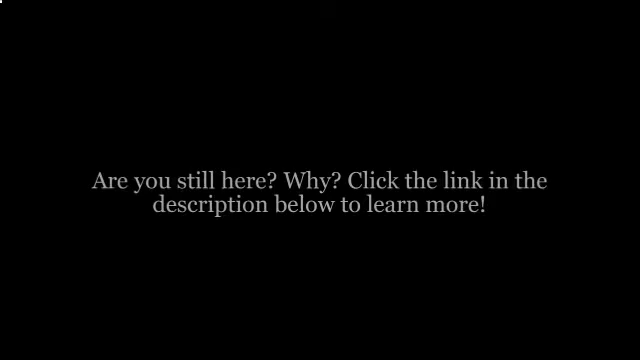 Are you still here? Why? Click the link in the
description below to learn more!